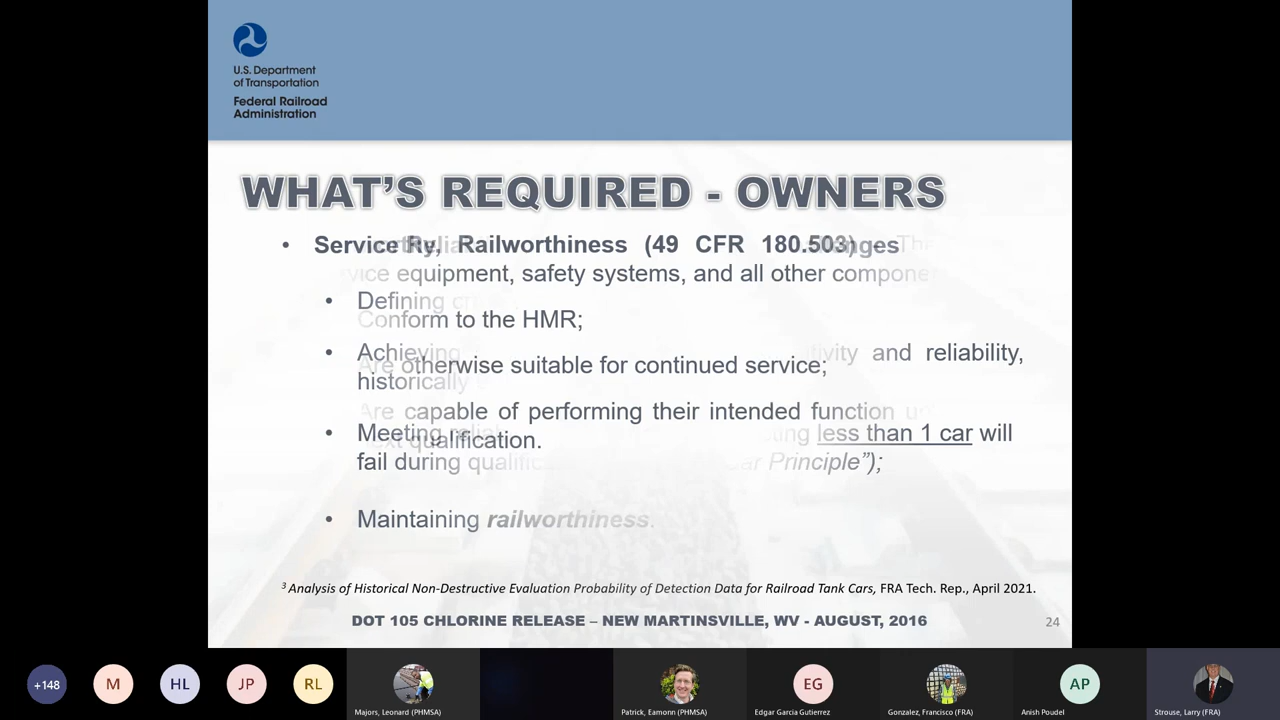 U.S. Department
of Transportation
Federal Railroad
Administration
WHAT'S REQUIRED - OWNERS
• Service Railworthiness (49 CFR 180.503)
equipment, safety systems, and all other
• Defining
Conform to the HMR;
• Achieving and reliability,
Are otherwise suitable for continued service;
historically
Are capable of performing their intended function
• Meeting less than 1 car will
qualification.
fail during Principle”);
• Maintaining railworthiness.
3 Analysis of Historical Non-Destructive Evaluation Probability of Detection Data for Railroad Tank Cars, FRA Tech. Rep., April 2021.
DOT 105 CHLORINE RELEASE – NEW MARTINSVILLE, WV - AUGUST, 2016
24
+148
M
HL
JP
RL
EG
AP
Majors, Leonard (PHMSA)
Patrick, Eamonn (PHMSA)
Edgar Garcia Gutierrez
Gonzalez, Francisco (FRA)
Anish Poudel
Strouse, Larry (FRA)